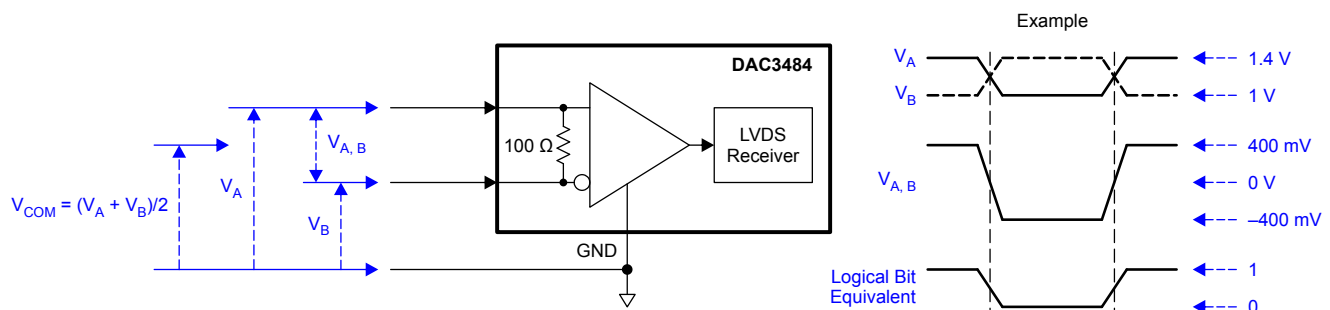 Example
DAC3484
V_A
1.4 V
V_B
1 V
100 Ω
LVDS
Receiver
V_A, B
V_A
V_COM = (V_A + V_B)/2
V_B
GND
400 mV
V_A, B
0 V
–400 mV
Logical Bit
Equivalent
1
0